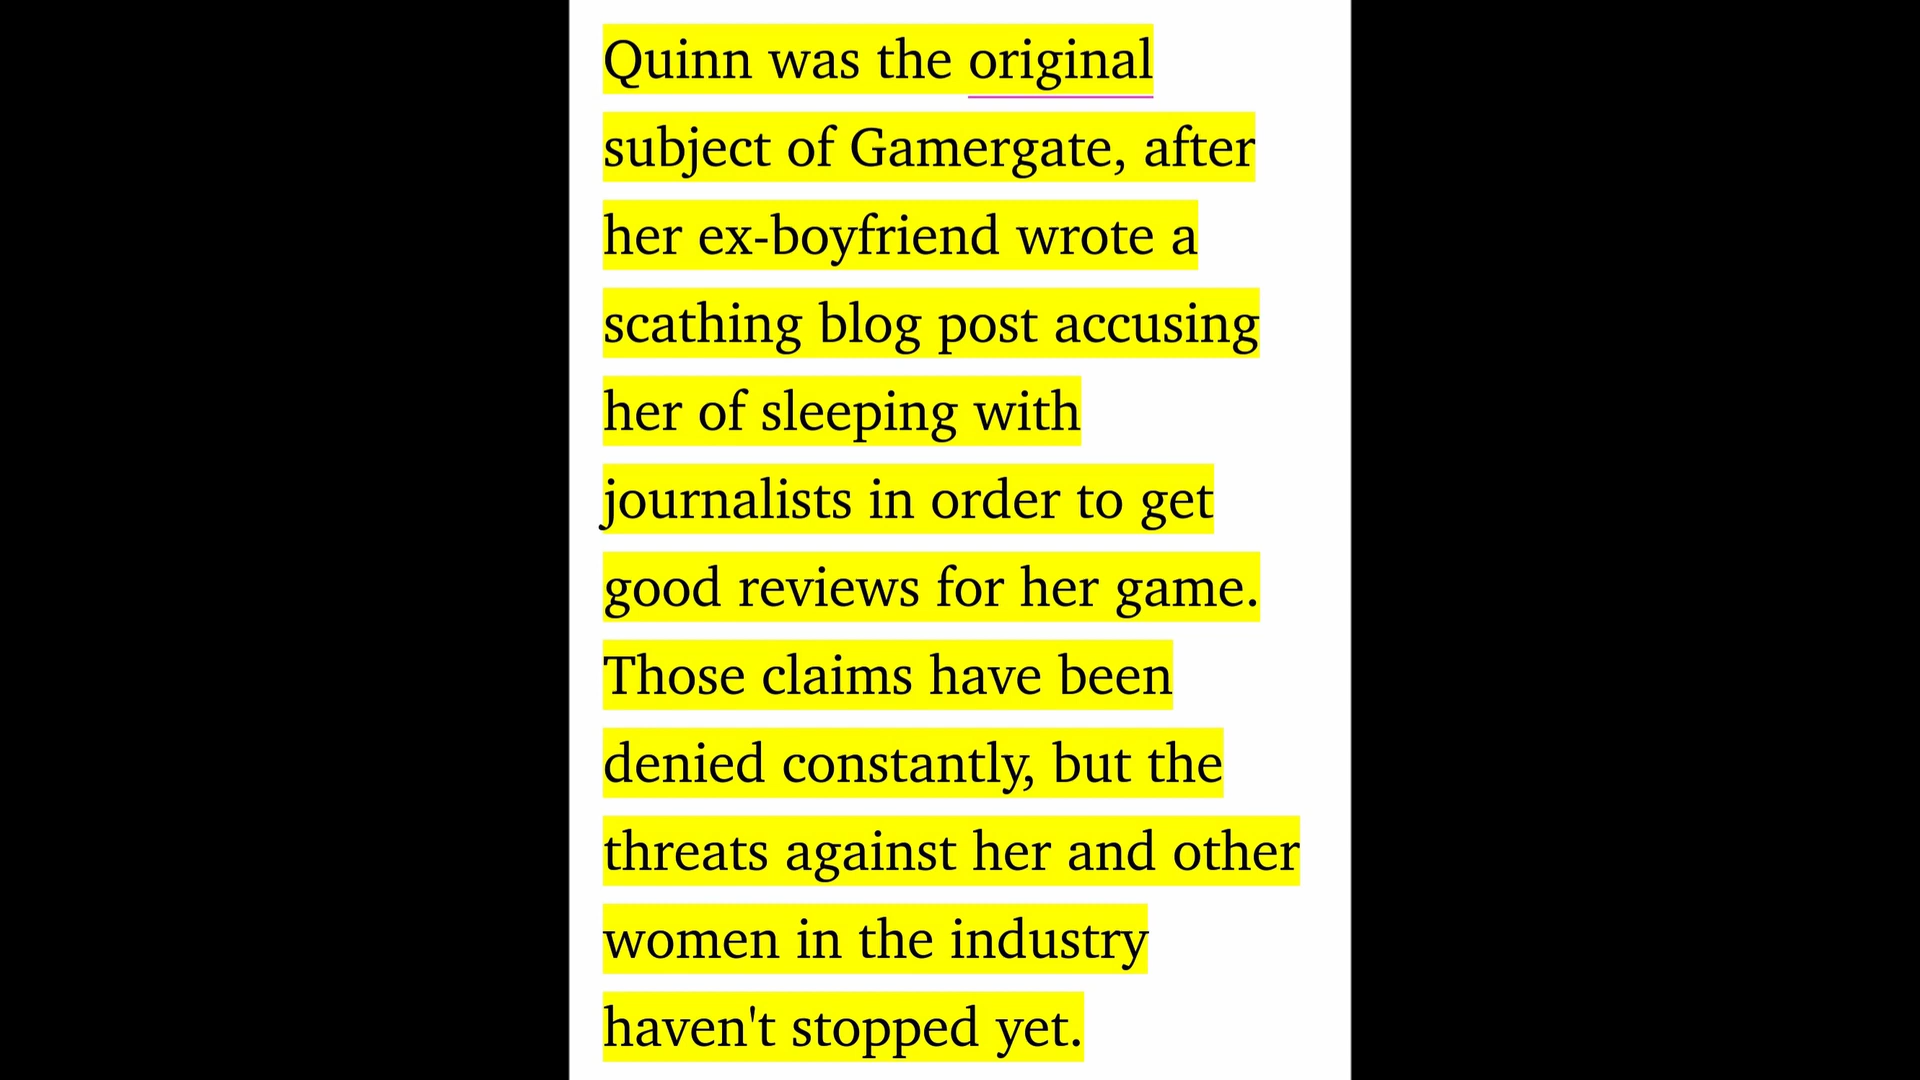 Quinn was the original
subject of Gamergate, after
her ex-boyfriend wrote a
scathing blog post accusing
her of sleeping with
journalists in order to get
good reviews for her game.
Those claims have been
denied constantly, but the
threats against her and other
women in the industry
haven't stopped yet.